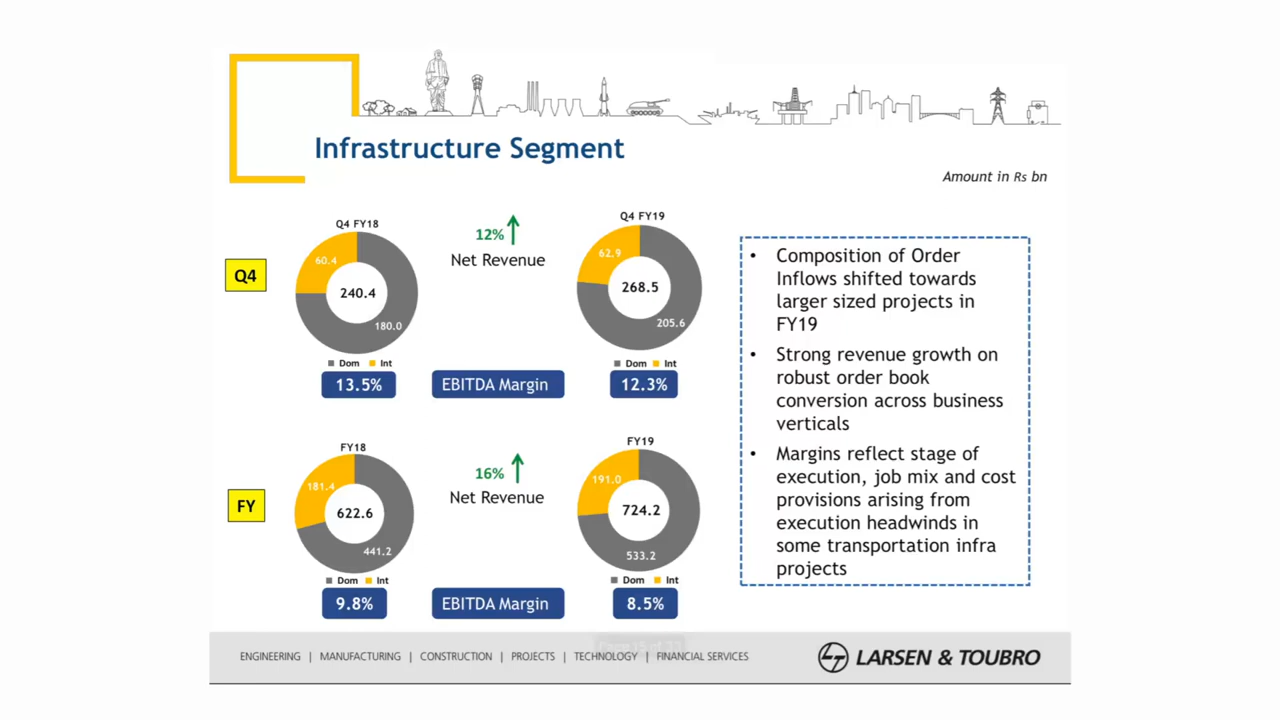 Infrastructure Segment
Amount in Rs bn
Q4
Q4 FY18
60.4
240.4
180.0
Dom Int
13.5%
12%
Net Revenue
EBITDA Margin
Q4 FY19
62.9
268.5
205.6
Dom Int
12.3%
FY
FY18
181.4
622.6
441.2
Dom Int
9.8%
16%
Net Revenue
EBITDA Margin
FY19
191.0
724.2
533.2
Dom Int
8.5%
• Composition of Order
Inflows shifted towards
larger sized projects in
FY19
• Strong revenue growth on
robust order book
conversion across business
verticals
• Margins reflect stage of
execution, job mix and cost
provisions arising from
execution headwinds in
some transportation infra
projects
ENGINEERING | MANUFACTURING | CONSTRUCTION | PROJECTS | TECHNOLOGY | FINANCIAL SERVICES
LARSEN & TOUBRO